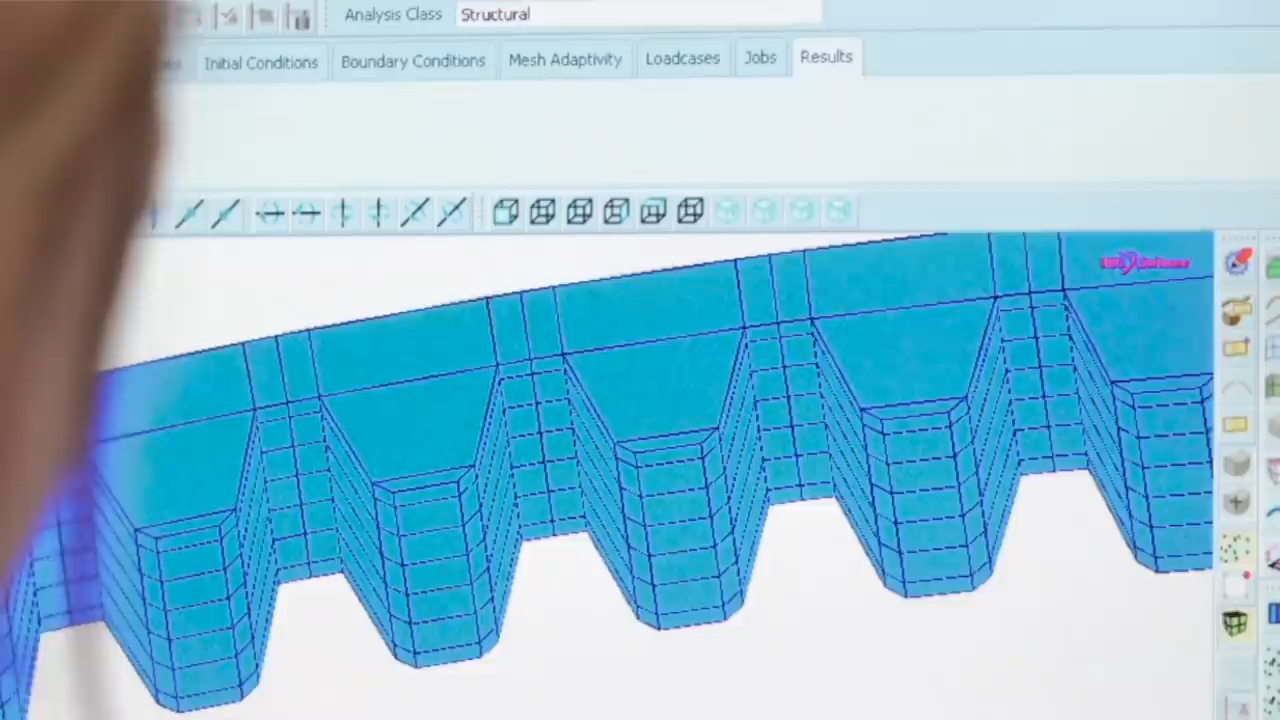 Analysis Class Structural
Initial Conditions Boundary Conditions Mesh Adaptivity Loadcases Jobs Results